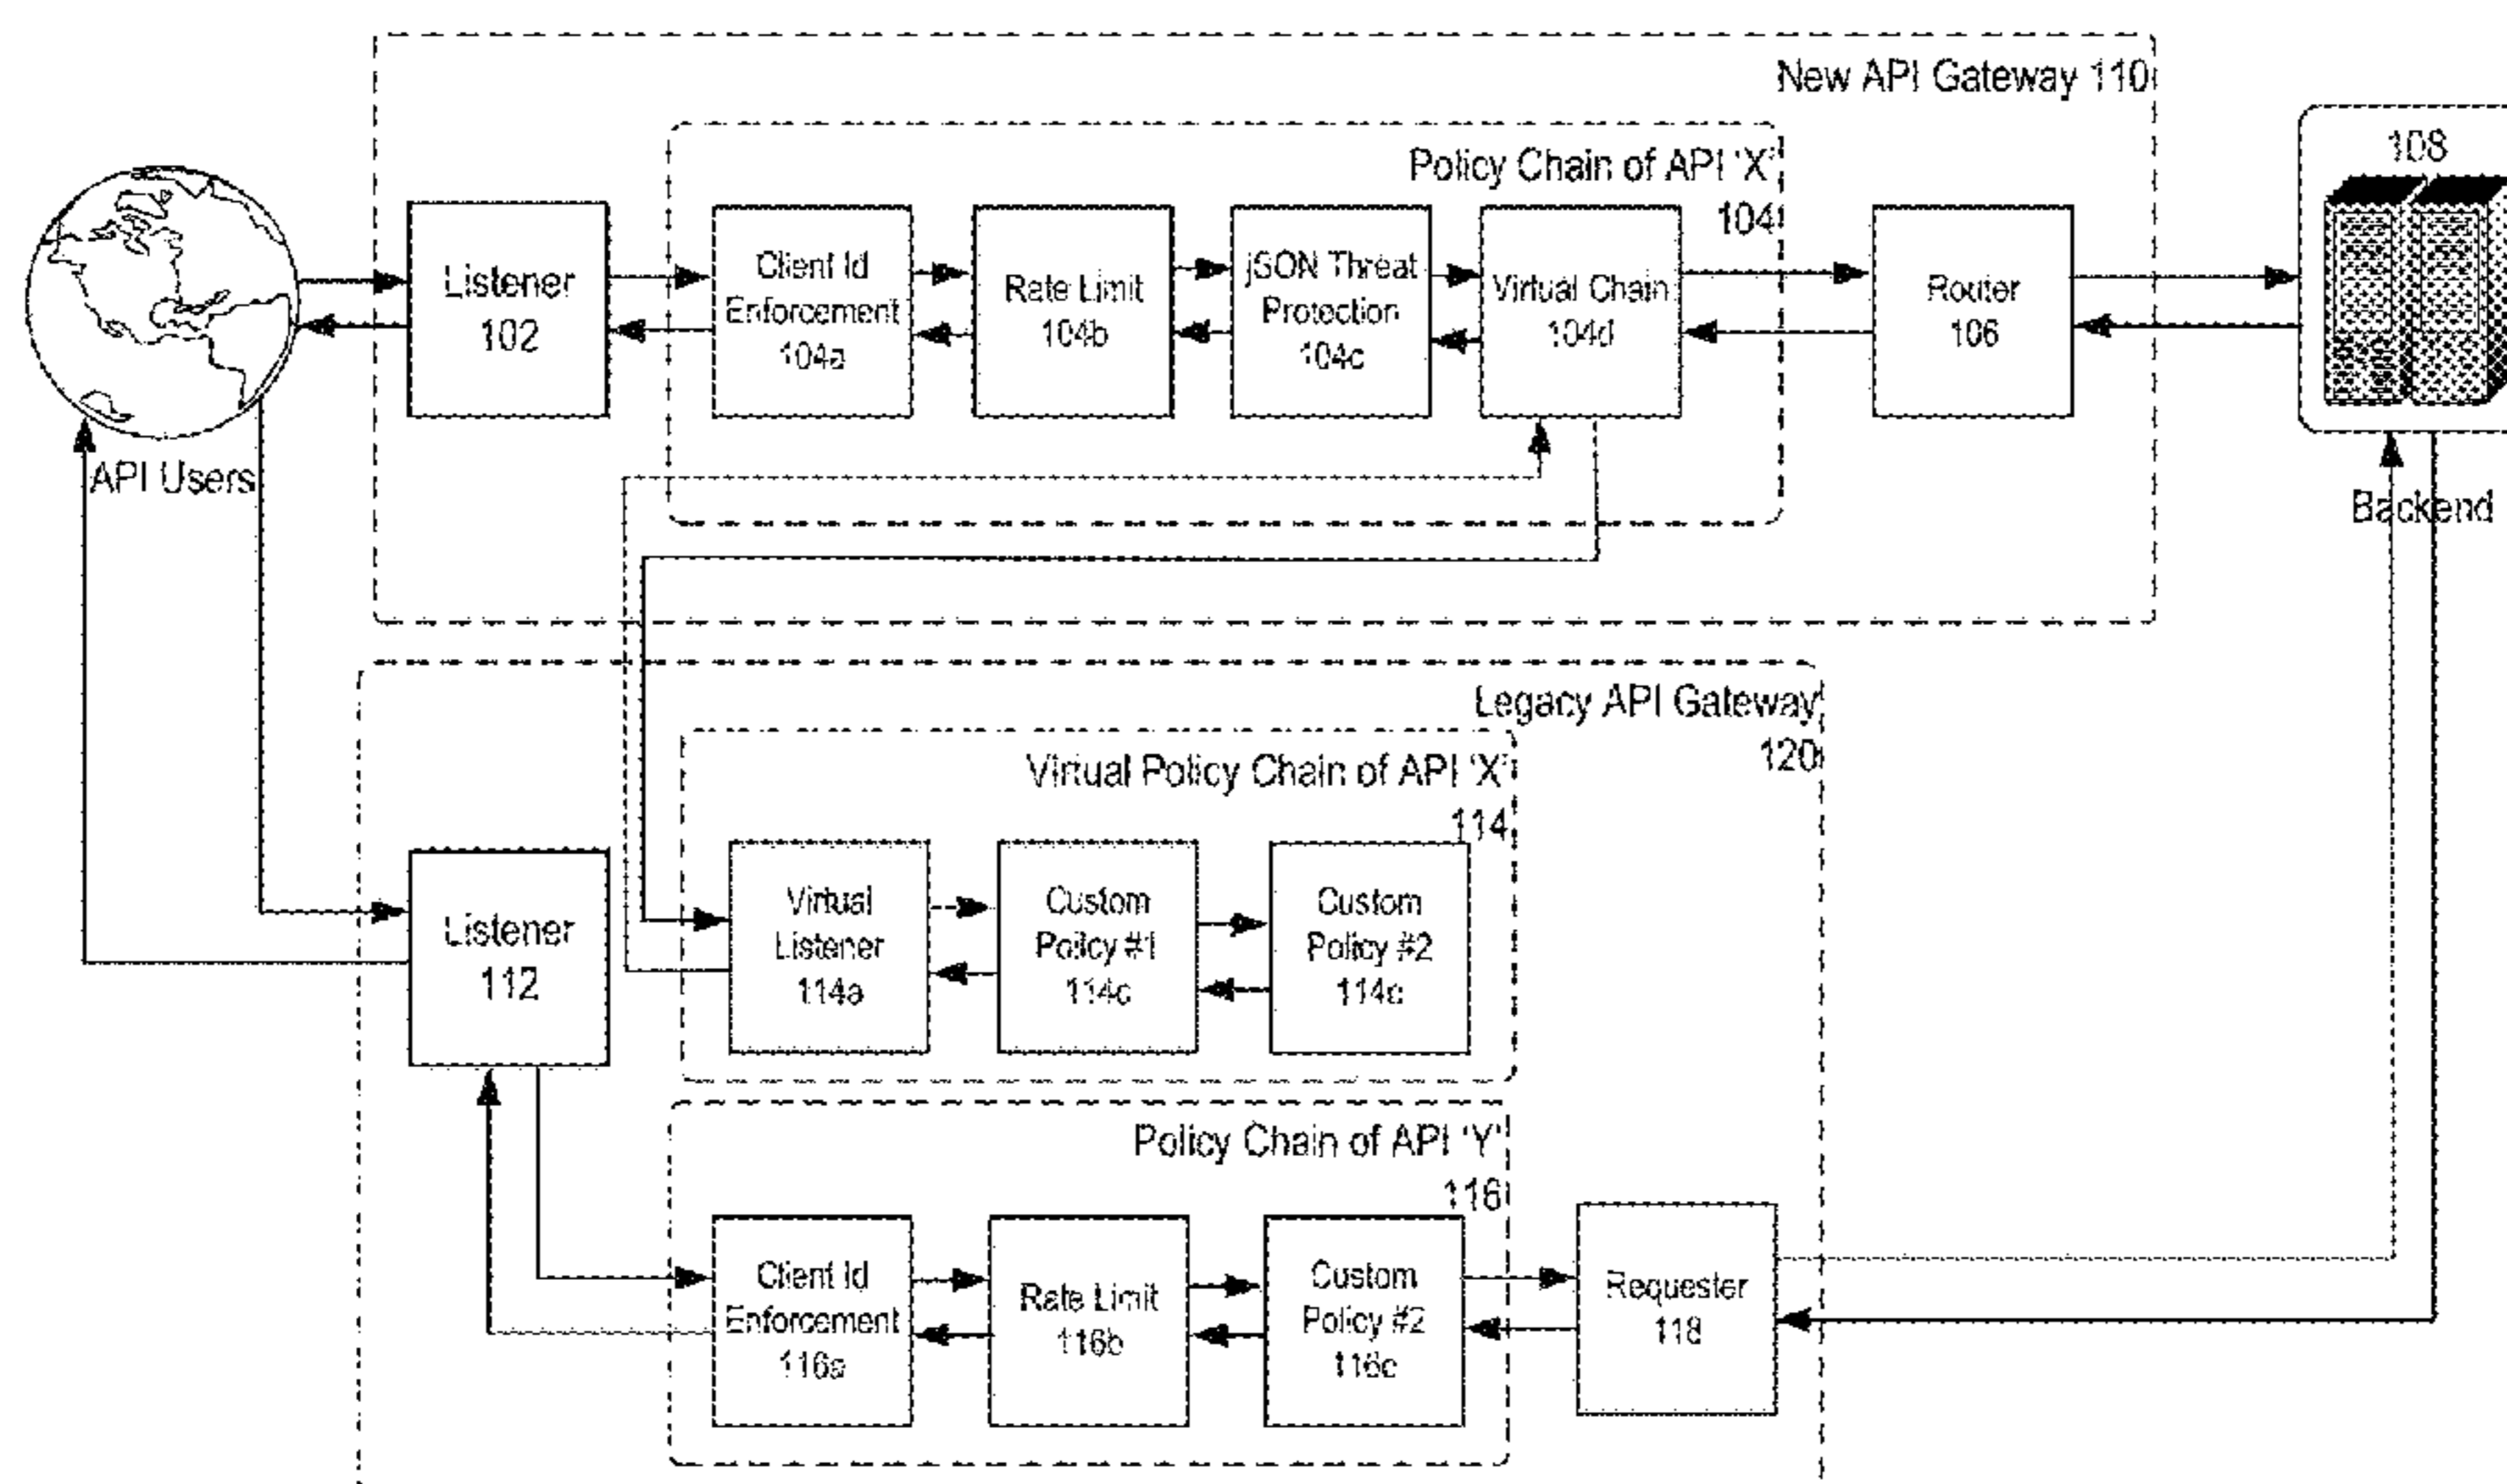 New API Gateway 110
108
Policy Chain of API 'X'
104
Listener
102
Client Id
Enforcement
104a
Rate Limit
104b
jSON Threat
Protection
104c
Virtual Chain
104d
Router
106
API Users
Backend
Legacy API Gateway
120
Virtual Policy Chain of API 'X'
114
Listener
112
Virtual
Listener
114a
Custom
Policy #1
114c
Custom
Policy #2
114c
Policy Chain of API 'Y'
116
Client Id
Enforcement
116a
Rate Limit
116b
Custom
Policy #2
116c
Requester
118